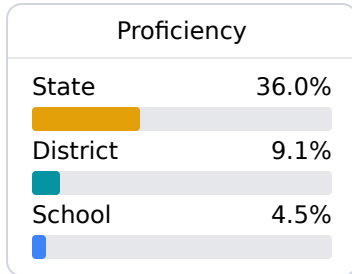 Proficiency
State 36.0%
District 9.1%
School 4.5%